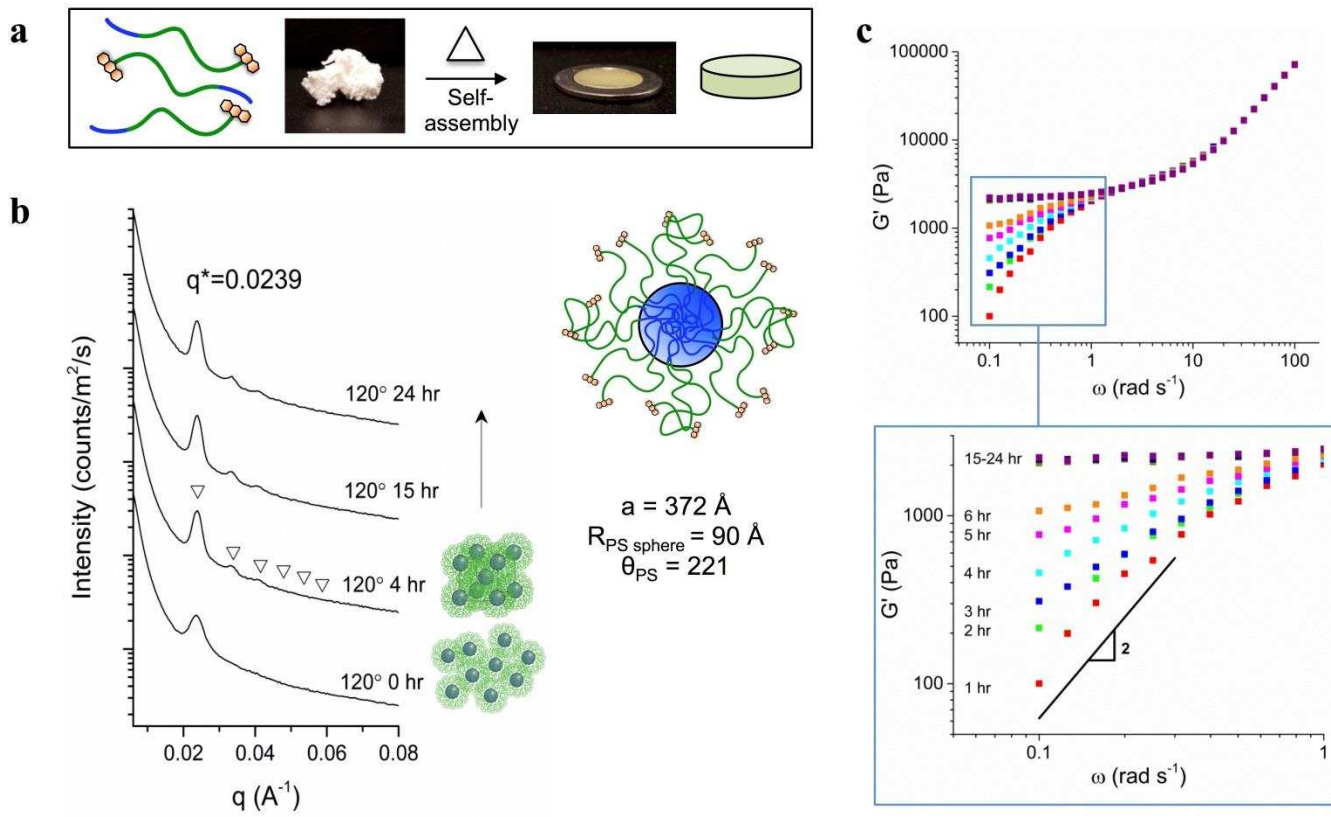 a
Self-
assembly
b
Intensity (counts/m²/s)
q*=0.0239
120° 24 hr
120° 15 hr
120° 4 hr
120° 0 hr
0.02 0.04 0.06 0.08
q (A⁻¹)
a = 372 Å
R_PS sphere = 90 Å
θ_PS = 221
c
G' (Pa)
100000
10000
1000
100
0.1 1 10 100
ω (rad s⁻¹)
G' (Pa)
1000
100
15-24 hr
6 hr
5 hr
4 hr
3 hr
2 hr
1 hr
2
0.1 1
ω (rad s⁻¹)